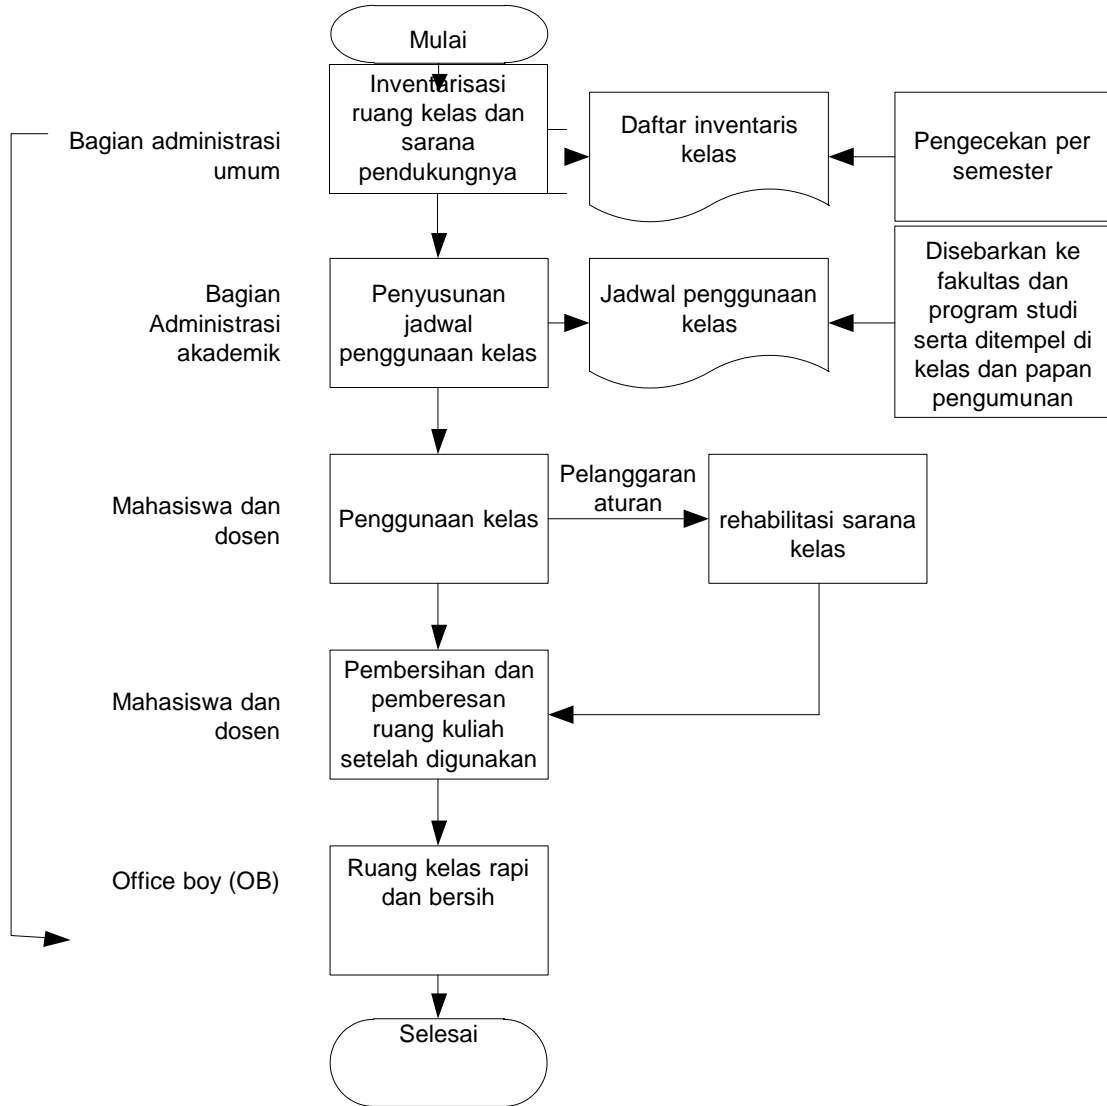 Mulai
Inventarisasi
ruang kelas dan
sarana
pendukungnya
Bagian administrasi
umum
Daftar inventaris
kelas
Pengecekan per
semester
Bagian
Administrasi
akademik
Penyusunan
jadwal
penggunaan kelas
Jadwal penggunaan
kelas
Disebarkan ke
fakultas dan
program studi
serta ditempel di
kelas dan papan
pengumunan
Mahasiswa dan
dosen
Penggunaan kelas
Pelanggaran
aturan
rehabilitasi sarana
kelas
Mahasiswa dan
dosen
Pembersihan dan
pemberesan
ruang kuliah
setelah digunakan
Office boy (OB)
Ruang kelas rapi
dan bersih
Selesai